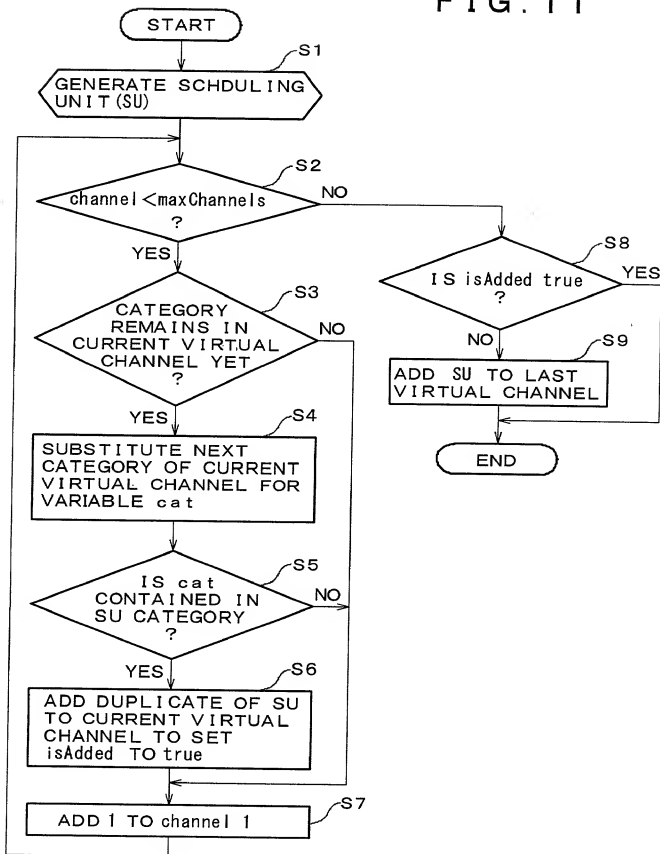 FIG. 11
START
S1
GENERATE SCHDULING
UNIT(SU)
S2
channel<maxChannels
?
NO
YES
S3
CATEGORY
REMAINS IN
CURRENT VIRTUAL
CHANNEL YET
?
NO
YES
S4
SUBSTITUTE NEXT
CATEGORY OF CURRENT
VIRTUAL CHANNEL FOR
VARIABLE cat
S5
IS cat
CONTAINED IN
SU CATEGORY
?
NO
YES
S6
ADD DUPLICATE OF SU
TO CURRENT VIRTUAL
CHANNEL TO SET
isAdded TO true
S7
ADD 1 TO channel 1
S8
IS isAdded true
?
YES
NO
S9
ADD SU TO LAST
VIRTUAL CHANNEL
END